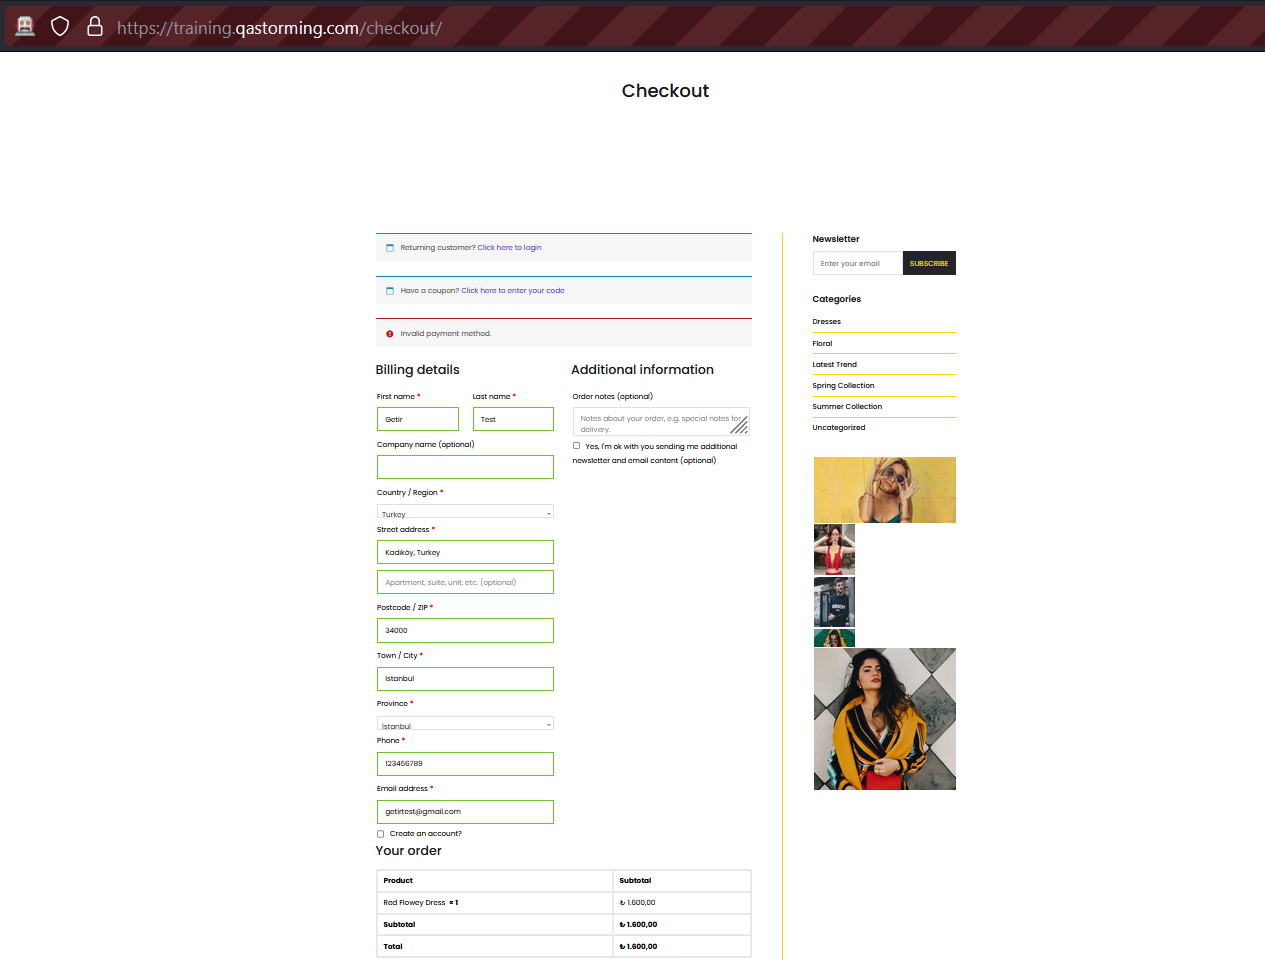 https://training.qastorming.com/checkout/
Checkout
Returning customer? Click here to login
Have a coupon? Click here to enter your code
Invalid payment method.
Billing details
First name *
Last name *
Getir
Test
Company name (optional)
Country / Region *
Turkey
Street address *
Kadıköy, Turkey
Apartment, suite, unit, etc. (optional)
Postcode / ZIP *
34000
Town / City *
Istanbul
Province *
İstanbul
Phone *
123456789
Email address *
getirtest@gmail.com
Create an account?
Additional information
Order notes (optional)
Notes about your order, e.g. special notes for
delivery.
Yes, I'm ok with you sending me additional
newsletter and email content (optional)
Your order
Product Subtotal
Red Flowey Dress × 1 ₺ 1.600,00
Subtotal ₺ 1.600,00
Total ₺ 1.600,00
Newsletter
Enter your email SUBSCRIBE
Categories
Dresses
Floral
Latest Trend
Spring Collection
Summer Collection
Uncategorized